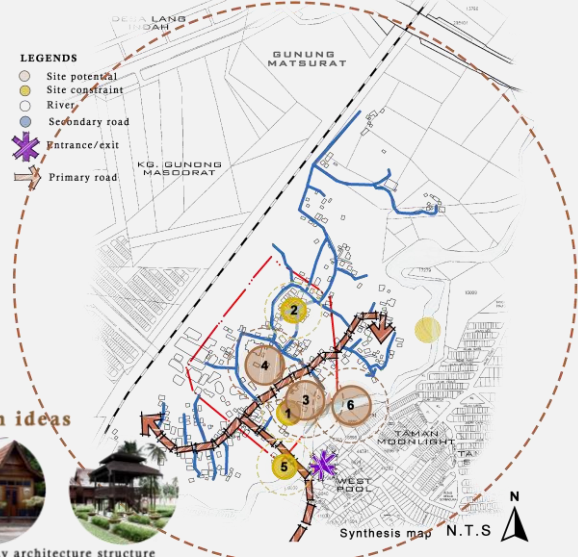 DESA LANG
INDAH
LEGENDS
Site potential
Site constraint
River
Secondary road
Entrance/exit
Primary road
GUNUNG
MATSURAT
KG. GUNONG
MASOORAT
2
4
3
6
1
5
TAMAN
MOONLIGHT
WEST
POOL
ideas
N
Synthesis map N.T.S
architecture structure